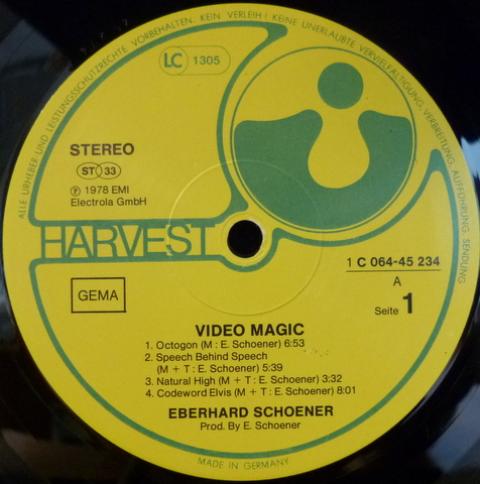 ALLE URHEBER UND LEISTUNGSSCHUTZRECHTE VORBEHALTEN. KEIN VERLEIH! KEINE UNERLAUBTE VERVIELFÄLTIGUNG, VERBREITUNG, AUFFÜHRUNG, SENDUNG
LC 1305
STEREO
ST 33
℗ 1978 EMI
Electrola GmbH
HARVEST
1 C 064-45 234
A
Seite 1
GEMA
VIDEO MAGIC
1. Octogon (M : E. Schoener) 6:53
2. Speech Behind Speech
(M + T : E. Schoener) 5:39
3. Natural High (M + T : E. Schoener) 3:32
4. Codeword Elvis (M + T : E. Schoener) 8:01
EBERHARD SCHOENER
Prod. By E. Schoener
MADE IN GERMANY